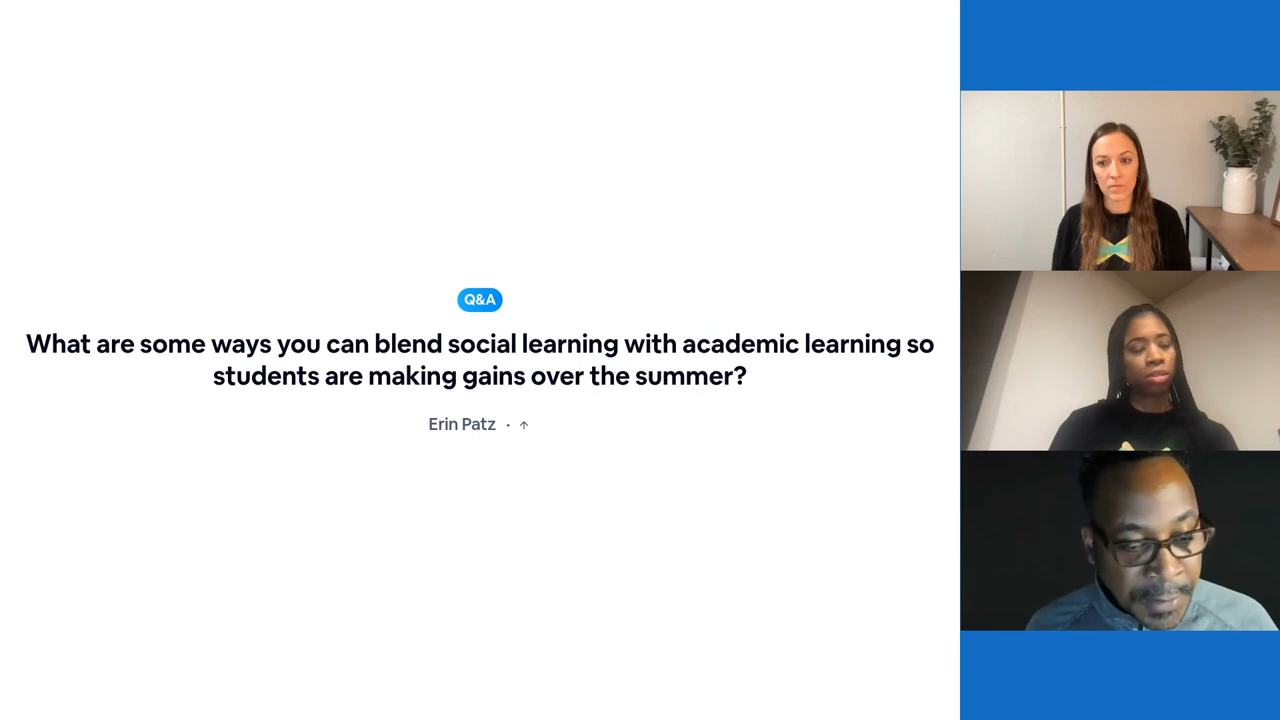 Q&A
What are some ways you can blend social learning with academic learning so
students are making gains over the summer?
Erin Patz · ↑